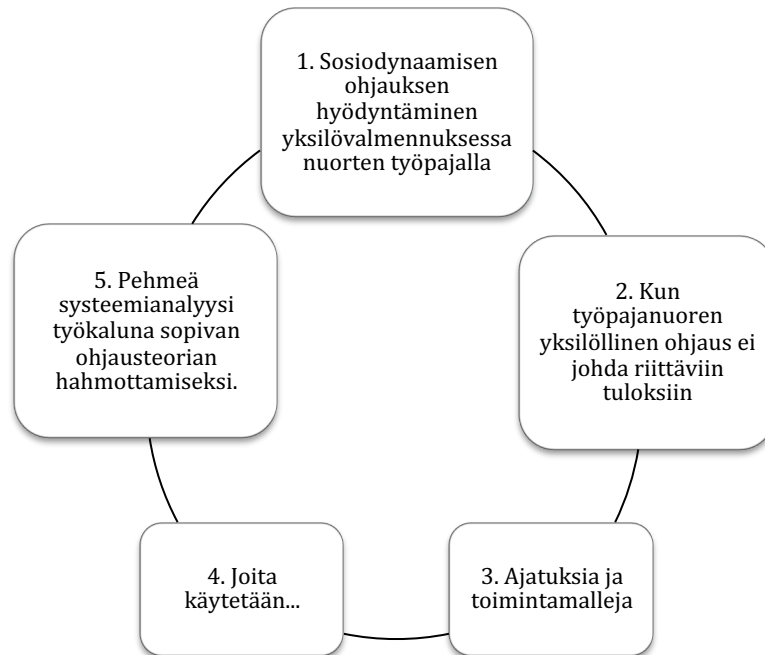 1. Sosiodynaamisen
ohjauksen
hyödyntäminen
yksilövalmennuksessa
nuorten työpajalla
2. Kun
työpajanuoren
yksilöllinen ohjaus ei
johda riittäviin
tuloksiin
3. Ajatuksia ja
toimintamalleja
4. Joita
käytetään...
5. Pehmeä
systeemianalyysi
työkaluna sopivan
ohjausteorian
hahmottamiseksi.